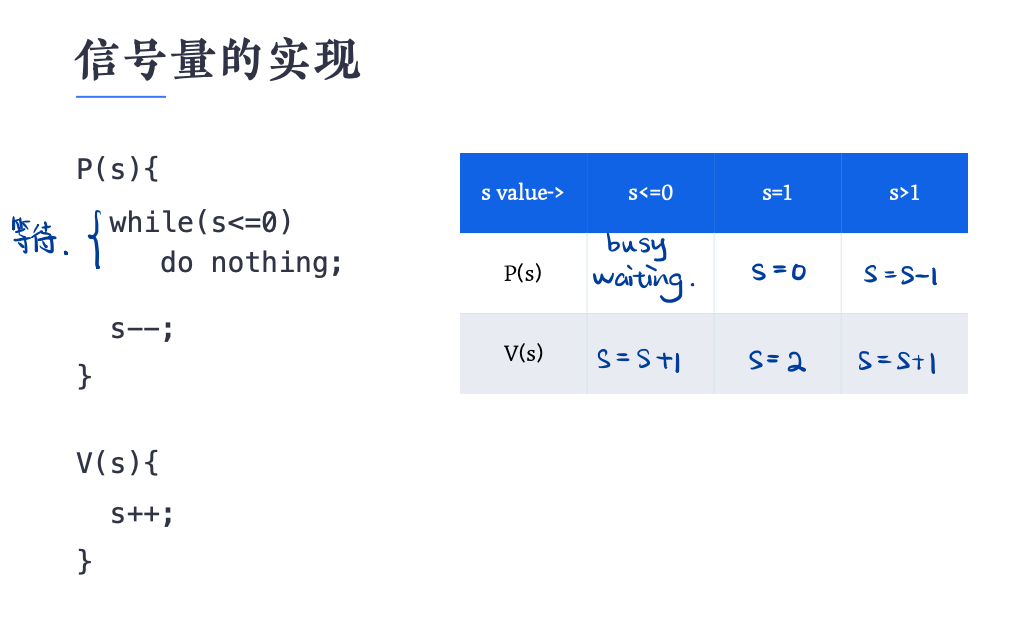 信号量的实现
P(s){
等待.
while(s<=0)
do nothing;
s--;
}
V(s){
s++;
}
s value-> s<=0 s=1 s>1
P(s) busy waiting. s=0 s=s-1
V(s) s=s+1 s=2 s=s+1